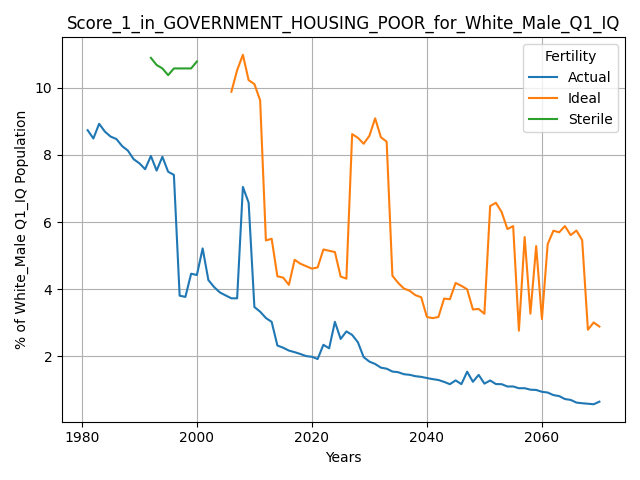 Score_1_in_GOVERNMENT_HOUSING_POOR_for_White_Male_Q1_IQ
Fertility
Actual
Ideal
Sterile
% of White_Male Q1_IQ Population
10
8
6
4
2
1980
2000
2020
2040
2060
Years